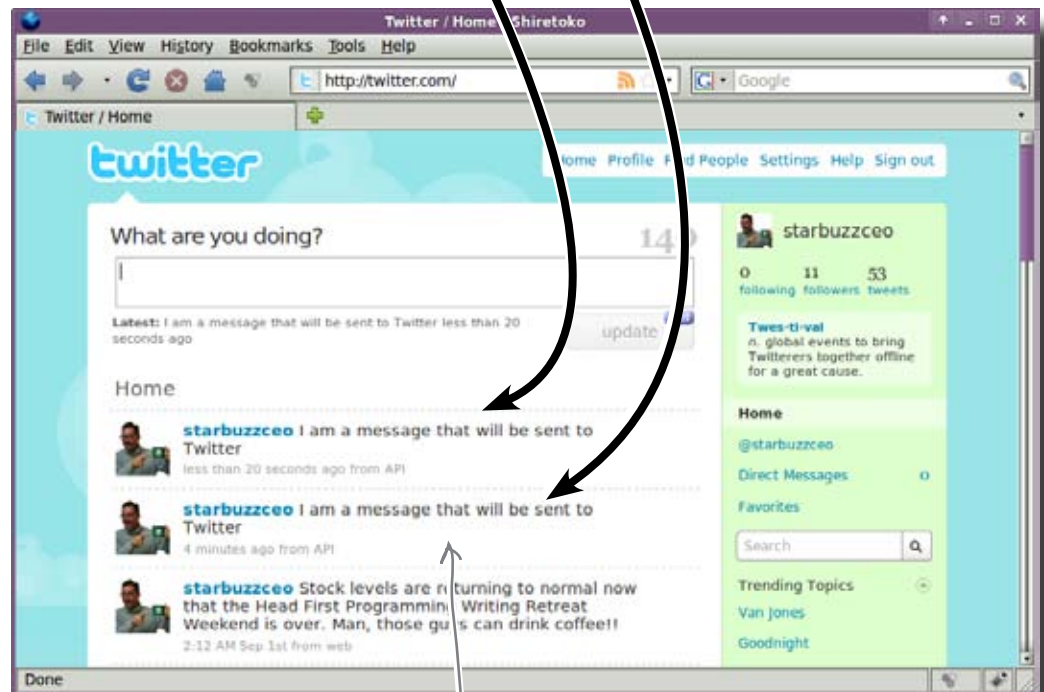 Twitter / Home - Shiretoko
File Edit View History Bookmarks Tools Help
http://twitter.com/
Google
Twitter / Home
twitter
Home Profile Find People Settings Help Sign out
What are you doing?
140
Latest: I am a message that will be sent to Twitter less than 20
seconds ago
update
Home
starbuzzceo I am a message that will be sent to
Twitter
less than 20 seconds ago from API
starbuzzceo I am a message that will be sent to
Twitter
4 minutes ago from API
starbuzzceo Stock levels are returning to normal now
that the Head First Programming Writing Retreat
Weekend is over. Man, those guys can drink coffee!!
2:12 AM Sep 1st from web
starbuzzceo
0 11 53
following followers tweets
Twes-ti-val
n. global events to bring
Twitterers together offline
for a great cause.
Home
@starbuzzceo
Direct Messages 0
Favorites
Search
Trending Topics
Van Jones
Goodnight
Done